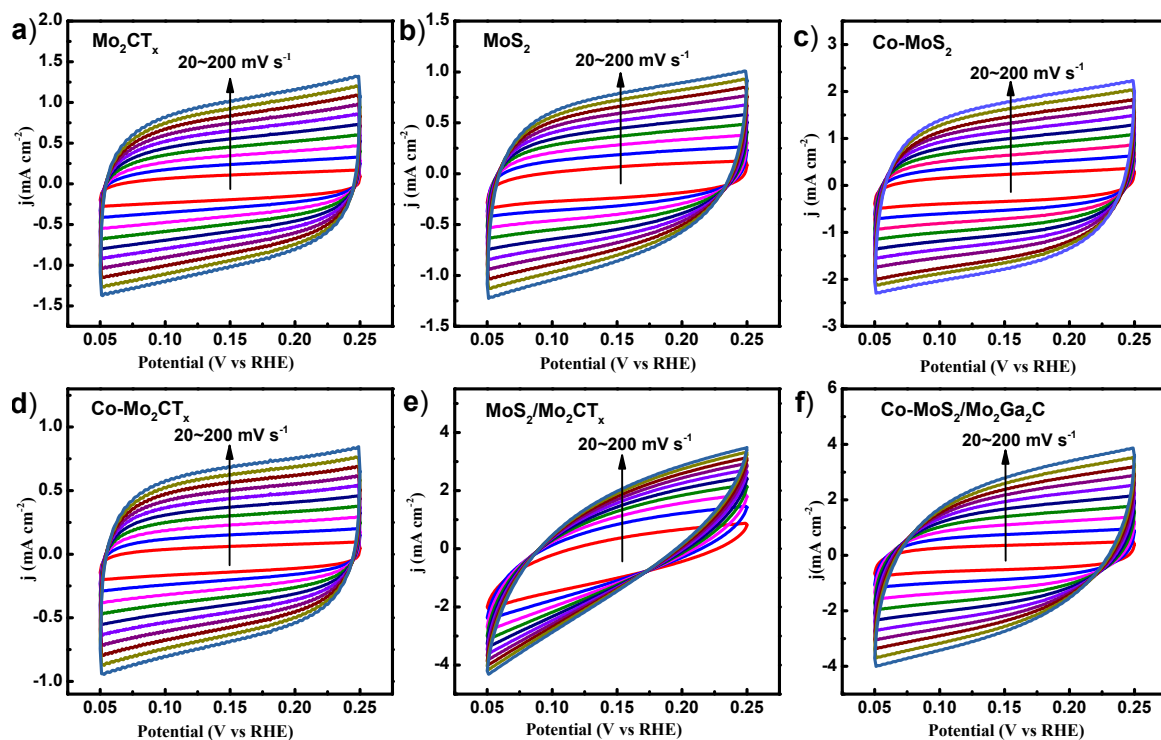 a)
Mo₂CTₓ
20~200 mV s⁻¹
j(mA cm⁻²)
2.0
1.5
1.0
0.5
0.0
-0.5
-1.0
-1.5
0.05 0.10 0.15 0.20 0.25
Potential (V vs RHE)
b)
MoS₂
20~200 mV s⁻¹
j (mA cm⁻²)
1.5
1.0
0.5
0.0
-0.5
-1.0
-1.5
0.05 0.10 0.15 0.20 0.25
Potential (V vs RHE)
c)
Co-MoS₂
20~200 mV s⁻¹
j (mA cm⁻²)
3
2
1
0
-1
-2
-3
0.05 0.10 0.15 0.20 0.25
Potential (V vs RHE)
d)
Co-Mo₂CTₓ
20~200 mV s⁻¹
j (mA cm⁻²)
1.0
0.5
0.0
-0.5
-1.0
0.05 0.10 0.15 0.20 0.25
Potential (V vs RHE)
e)
MoS₂/Mo₂CTₓ
20~200 mV s⁻¹
j (mA cm⁻²)
4
2
0
-2
-4
0.05 0.10 0.15 0.20 0.25
Potential (V vs RHE)
f)
Co-MoS₂/Mo₂Ga₂C
20~200 mV s⁻¹
j (mA cm⁻²)
6
4
2
0
-2
-4
0.05 0.10 0.15 0.20 0.25
Potential (V vs RHE)